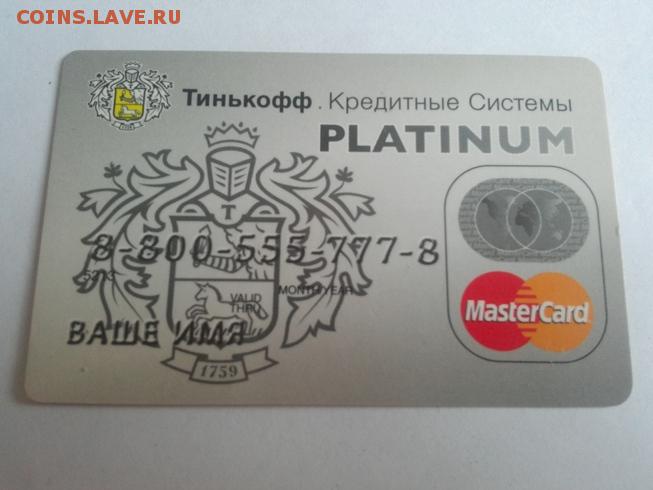 COINS.LAVE.RU
Тинькофф . Кредитные Системы
PLATINUM
T
8-800-555-777-8
MONTH/YEAR
VALID
THRU
ВАШЕ ИМЯ
MasterCard
1759